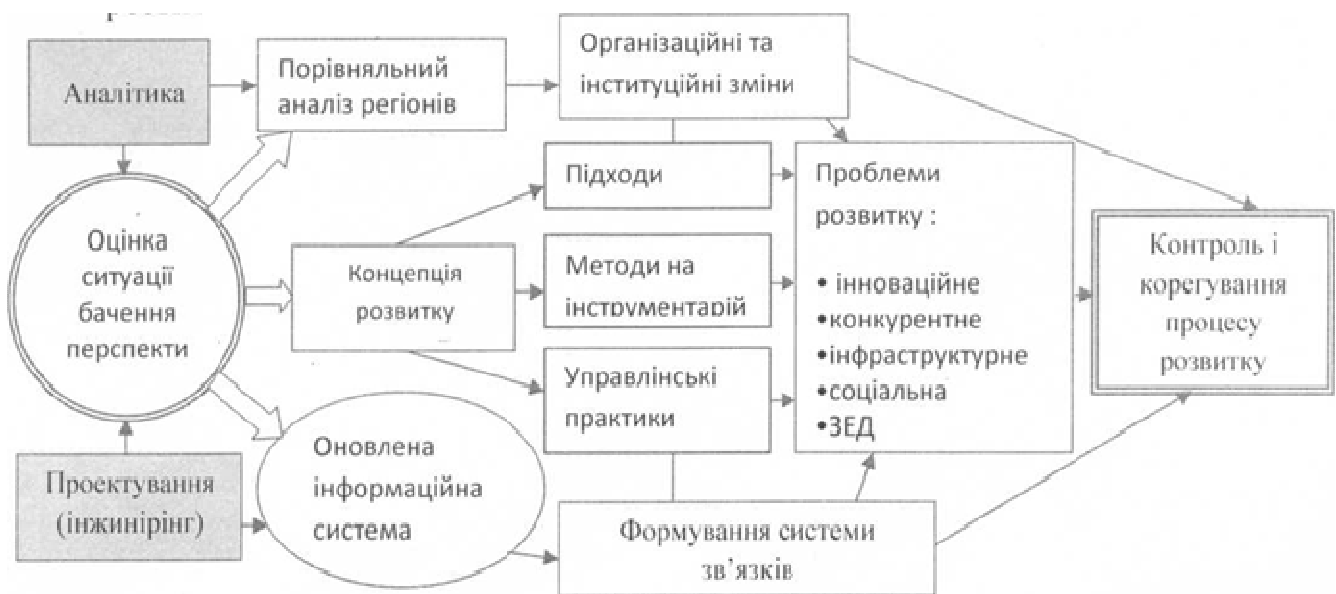 Аналітика
Порівняльний
аналіз регіонів
Організаційні та
інституційні зміни
Оцінка
ситуації
бачення
перспекти
Концепція
розвитку
Підходи
Методи на
інструментарій
Управлінські
практики
Проблеми
розвитку :
• інноваційне
•конкурентне
•інфраструктурне
•соціальна
•ЗЕД
Контроль і
корегування
процесу
розвитку
Проектування
(інжинірінг)
Оновлена
інформаційна
система
Формування системи
зв’язків